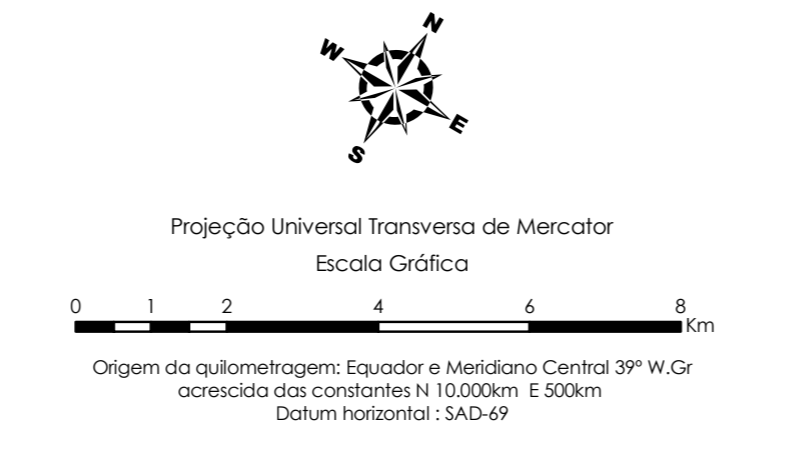 N
W
E
S
Projeção Universal Transversa de Mercator
Escala Gráfica
0 1 2 4 6 8
Km
Origem da quilometragem: Equador e Meridiano Central 39º W.Gr
acrescida das constantes N 10.000km E 500km
Datum horizontal : SAD-69